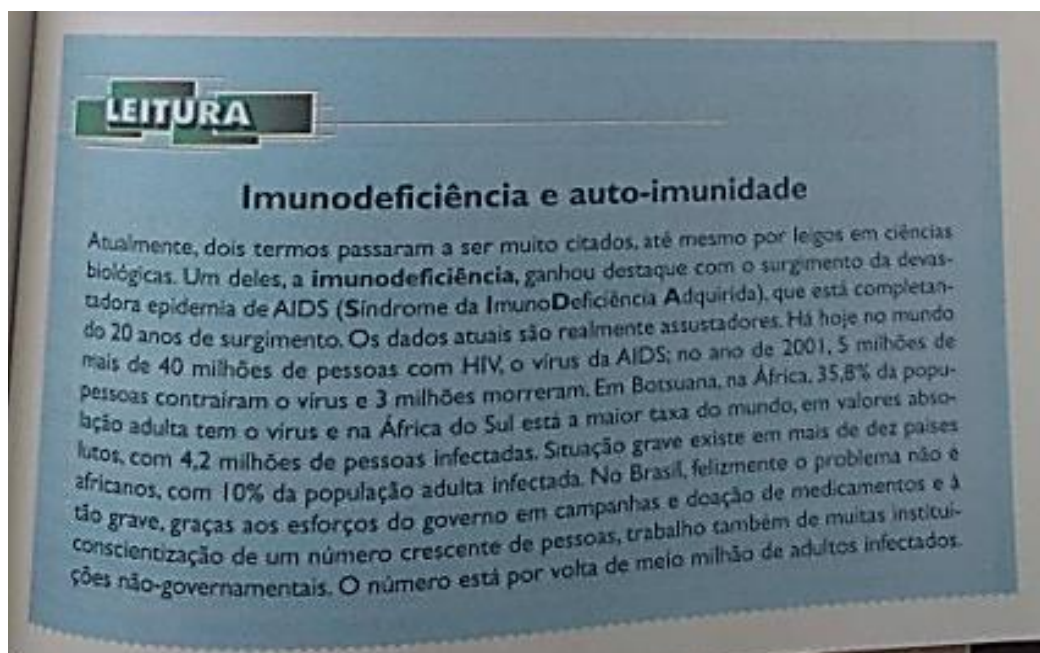 LEITURA
Imunodeficiência e auto-imunidade
Atualmente, dois termos passaram a ser muito citados, até mesmo por leigos em ciências
biológicas. Um deles, a imunodeficiência, ganhou destaque com o surgimento da devas-
tadora epidemia de AIDS (Síndrome da ImunoDeficiência Adquirida), que está completan-
do 20 anos de surgimento. Os dados atuais são realmente assustadores. Há hoje no mundo
mais de 40 milhões de pessoas com HIV, o vírus da AIDS; no ano de 2001, 5 milhões de
pessoas contraíram o vírus e 3 milhões morreram. Em Botsuana, na África, 35,8% da popu-
lação adulta tem o vírus e na África do Sul está a maior taxa do mundo, em valores abso-
lutos, com 4,2 milhões de pessoas infectadas. Situação grave existe em mais de dez países
africanos, com 10% da população adulta infectada. No Brasil, felizmente o problema não é
tão grave, graças aos esforços do governo em campanhas e doação de medicamentos e à
conscientização de um número crescente de pessoas, trabalho também de muitas institui-
ções não-governamentais. O número está por volta de meio milhão de adultos infectados.